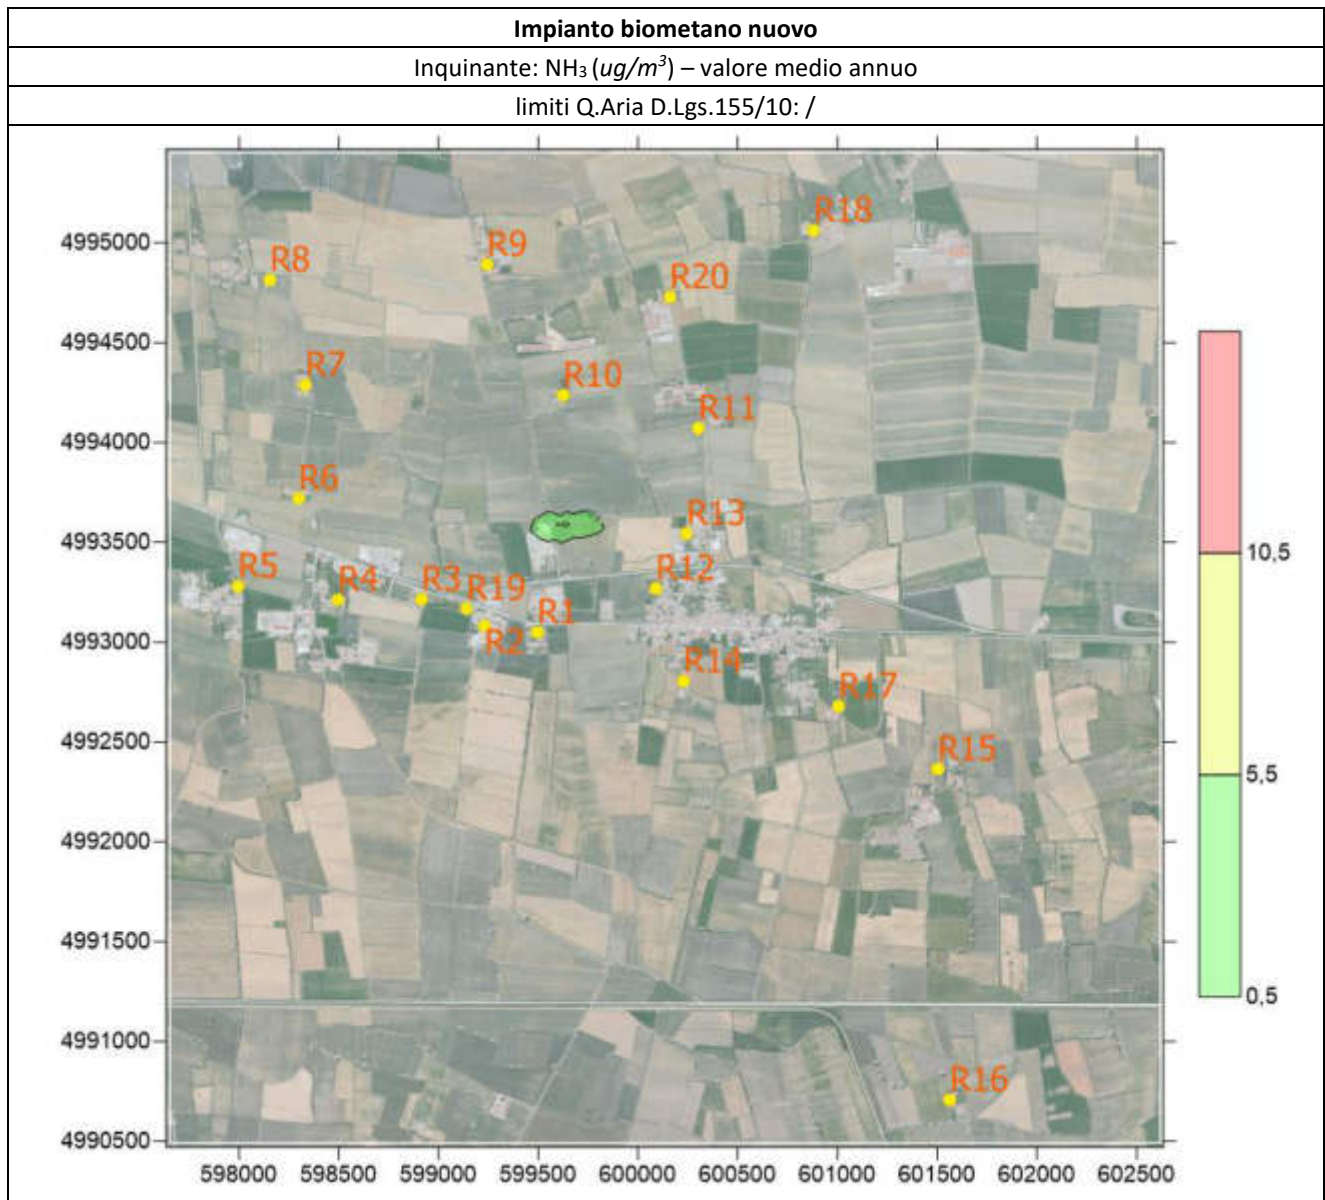 Impianto biometano nuovo
Inquinante: NH3 (ug/m3) – valore medio annuo
limiti Q.Aria D.Lgs.155/10: /
R18
4995000
R9
R8
R20
4994500
R7
R10
R11
4994000
R6
R13
4993500
10,5
R5
R4
R3
R19
R12
R1
4993000
R2
R14
R17
4992500
R15
5,5
4992000
4991500
0,5
4991000
R16
4990500
598000 598500 599000 599500 600000 600500 601000 601500 602000 602500